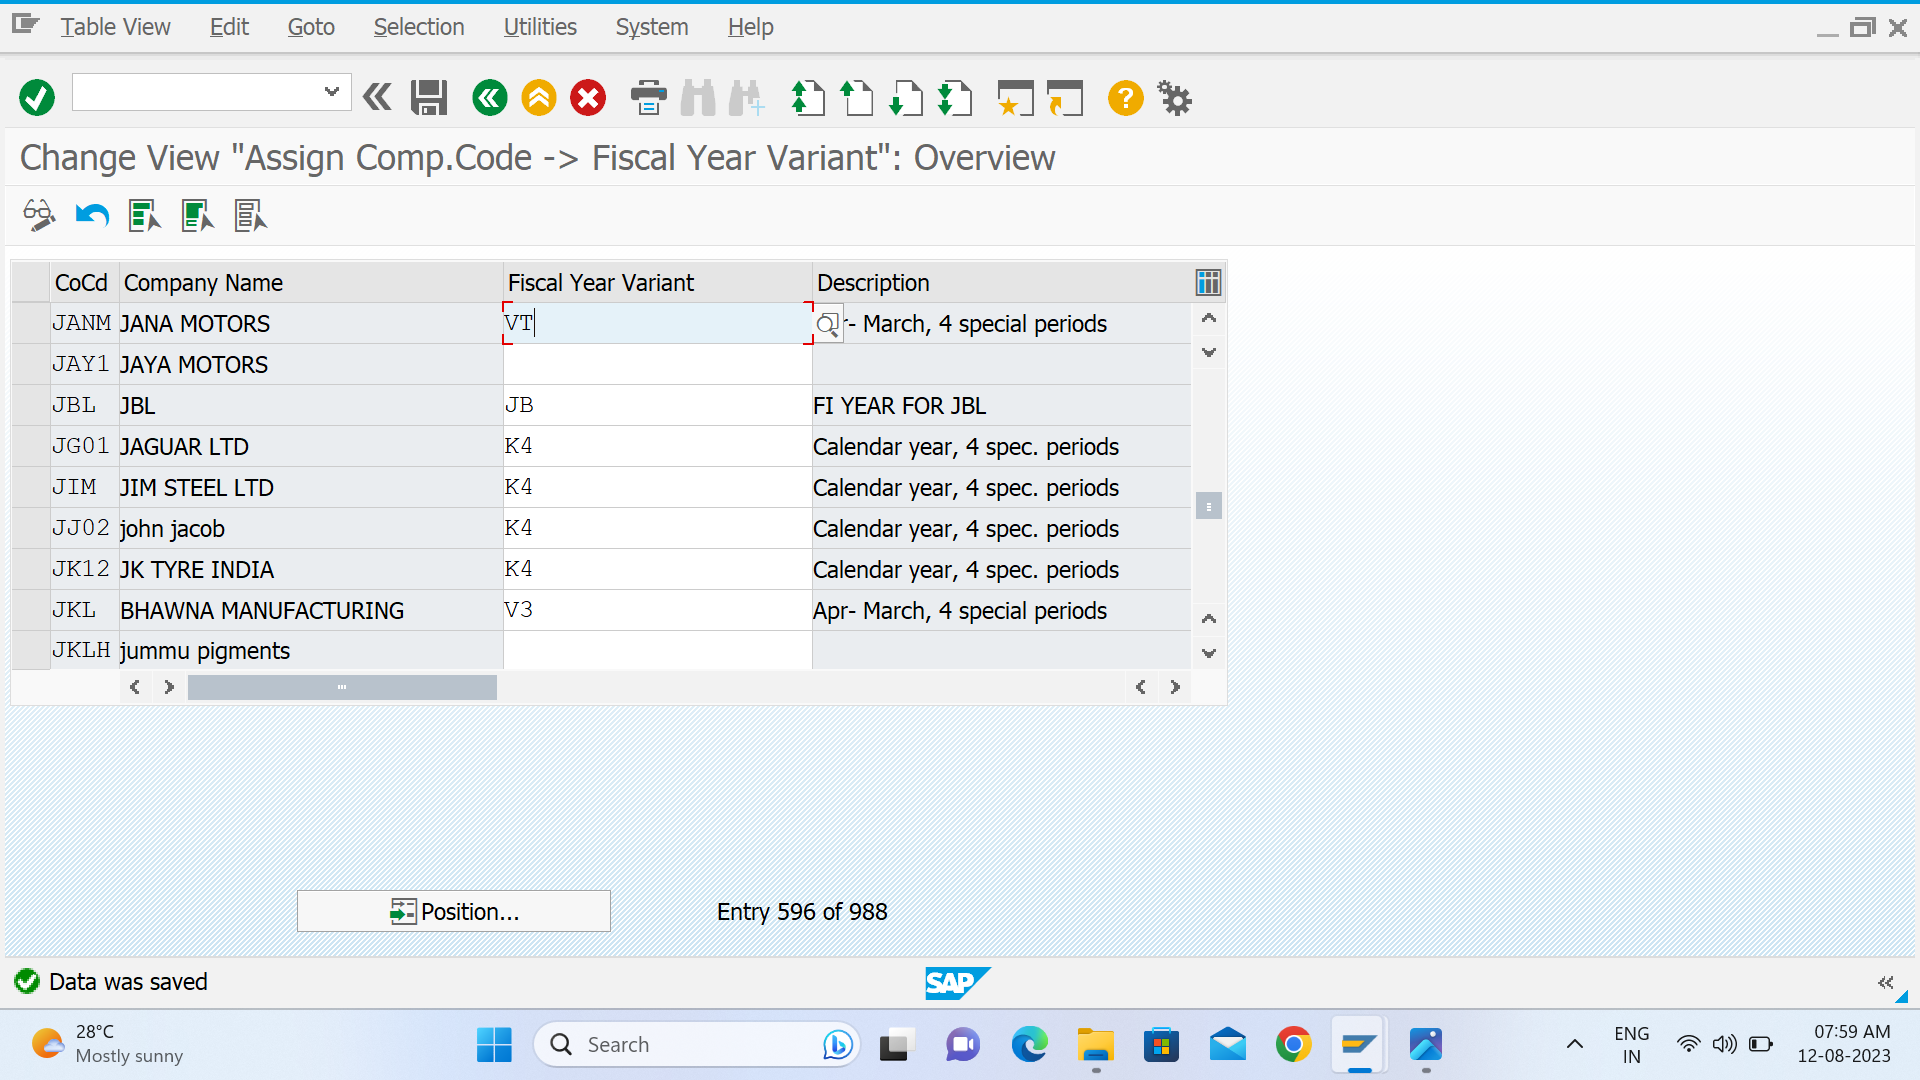 Table View Edit Goto Selection Utilities System Help
Change View "Assign Comp.Code -> Fiscal Year Variant": Overview
CoCd Company Name Fiscal Year Variant Description
JANM JANA MOTORS VT r- March, 4 special periods
JAY1 JAYA MOTORS
JBL JBL JB FI YEAR FOR JBL
JG01 JAGUAR LTD K4 Calendar year, 4 spec. periods
JIM JIM STEEL LTD K4 Calendar year, 4 spec. periods
JJ02 john jacob K4 Calendar year, 4 spec. periods
JK12 JK TYRE INDIA K4 Calendar year, 4 spec. periods
JKL BHAWNA MANUFACTURING V3 Apr- March, 4 special periods
JKLH jummu pigments
Position... Entry 596 of 988
Data was saved SAP
28°C
Mostly sunny
Search
ENG
IN
07:59 AM
12-08-2023